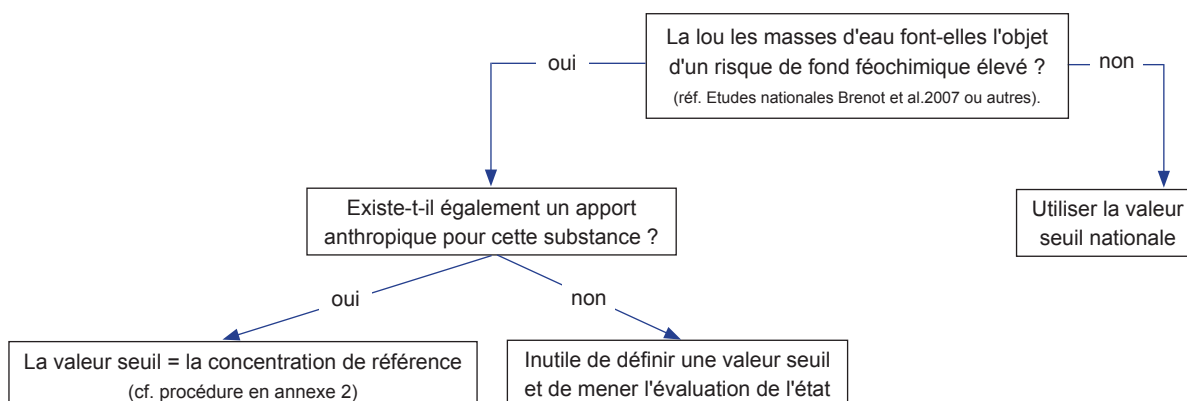 La lou les masses d'eau font-elles l'objet
d'un risque de fond féochimique élevé ?
(réf. Etudes nationales Brenot et al.2007 ou autres).
oui
non
Existe-t-il également un apport
anthropique pour cette substance ?
Utiliser la valeur
seuil nationale
oui
non
La valeur seuil = la concentration de référence
(cf. procédure en annexe 2)
Inutile de définir une valeur seuil
et de mener l'évaluation de l'état